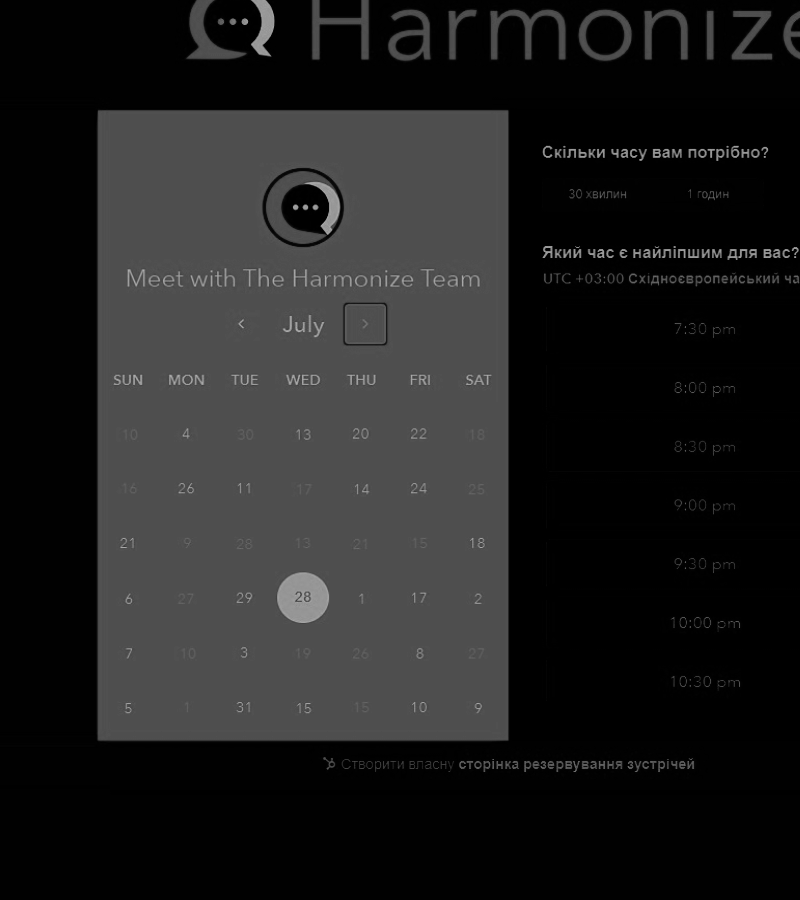 Harmonize
Meet with The Harmonize Team
July
SUN MON TUE WED THU FRI SAT
10 4 30 13 20 22 18
16 26 11 17 14 24 25
21 9 28 13 21 15 18
6 27 29 28 1 17 2
7 10 3 19 26 8 27
5 1 31 15 15 10 9
Скільки часу вам потрібно?
30 хвилин 1 годин
Який час є найліпшим для вас?
UTC +03:00 Східноєвропейський ча
7:30 pm
8:00 pm
8:30 pm
9:00 pm
9:30 pm
10:00 pm
10:30 pm
Створити власну сторінка резервування зустрічей